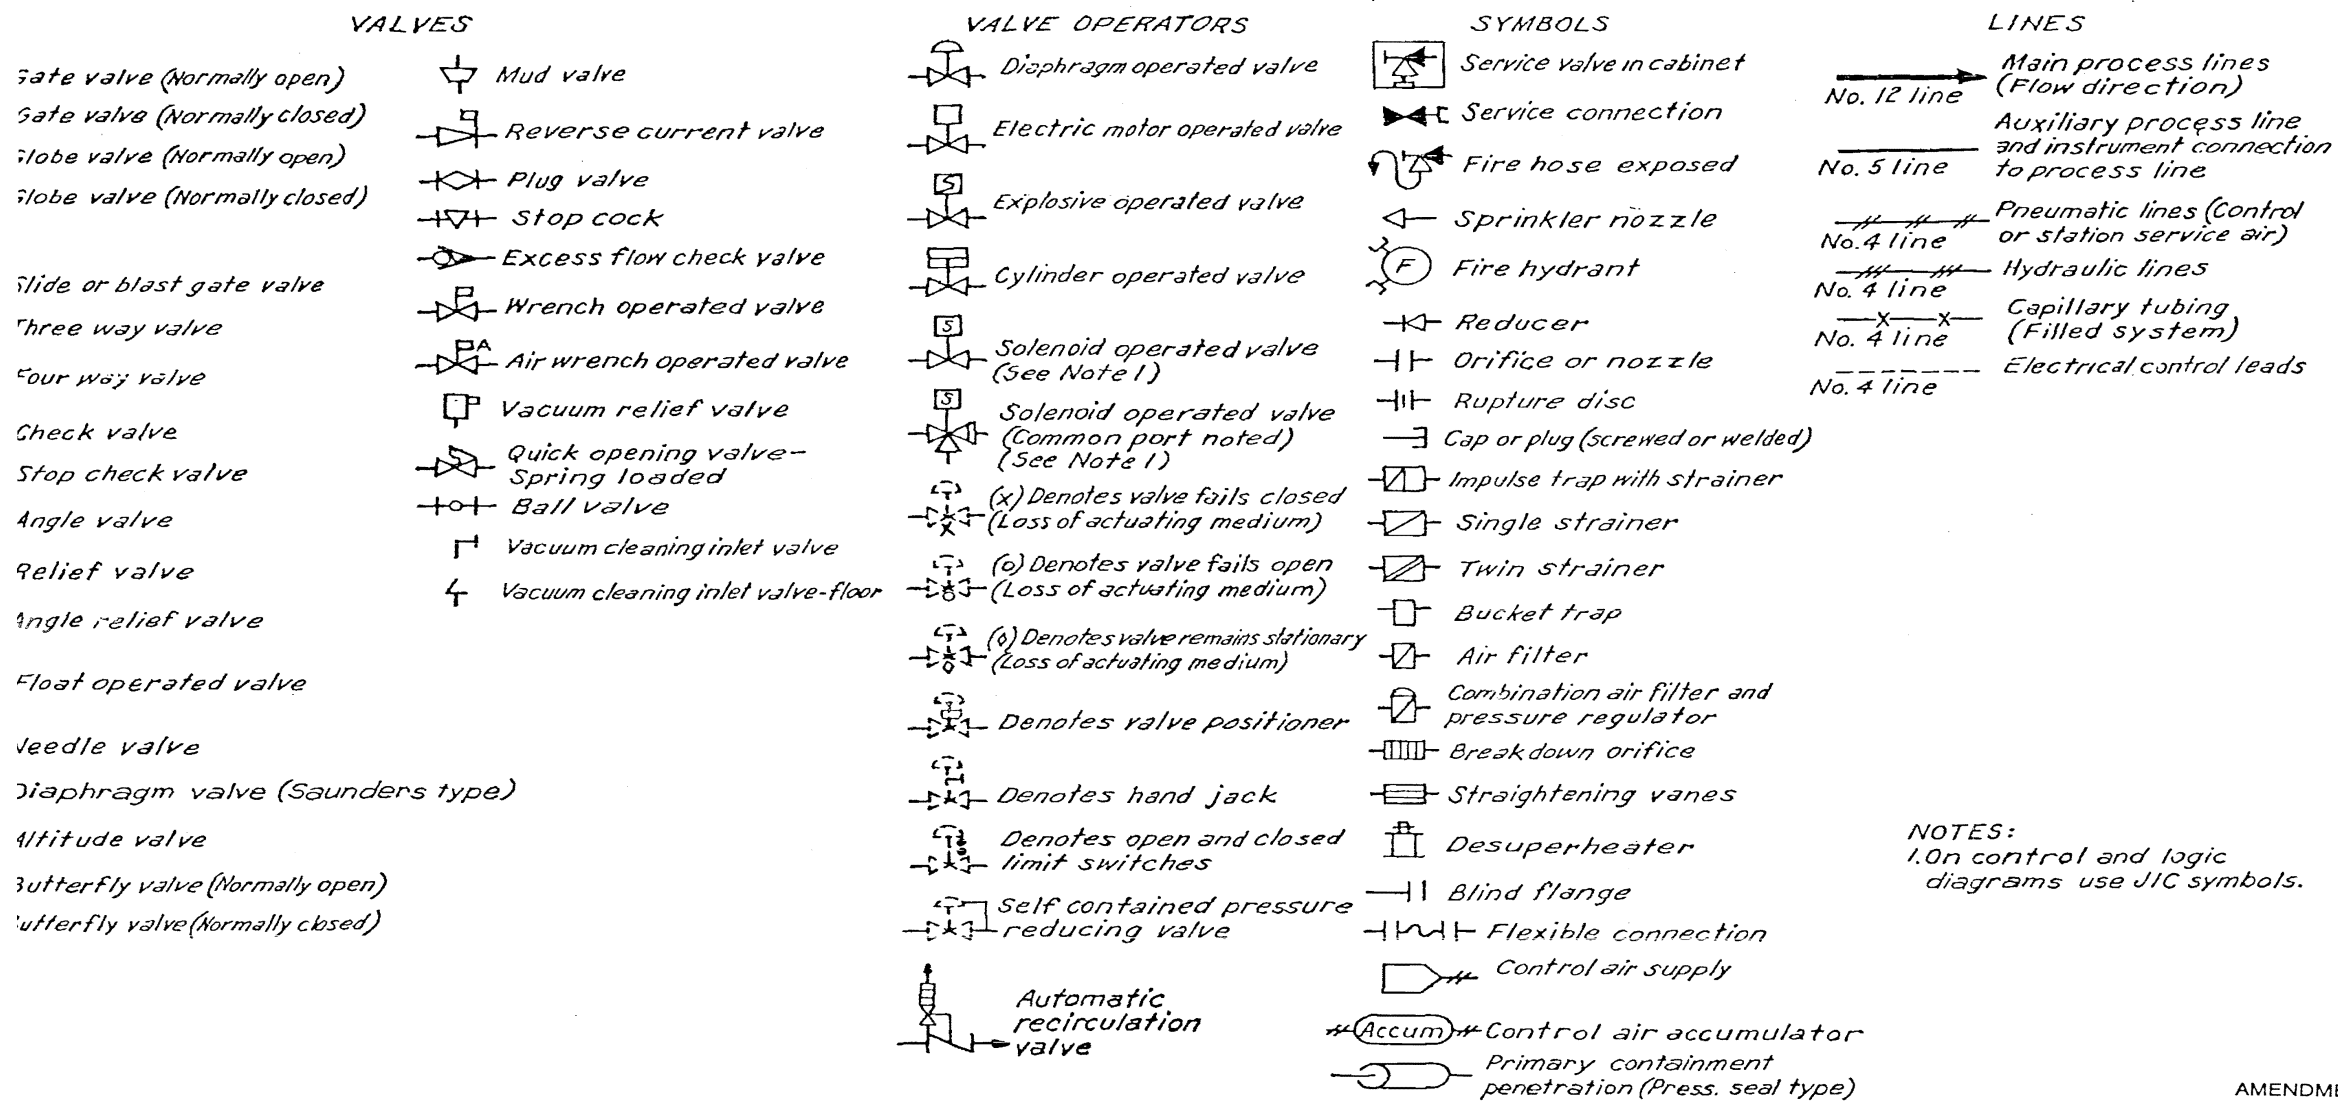 VALVES
Gate valve (Normally open)
Gate valve (Normally closed)
Globe valve (Normally open)
Globe valve (Normally closed)
Slide or blast gate valve
Three way valve
Four way valve
Check valve
Stop check valve
Angle valve
Relief valve
Angle relief valve
Float operated valve
Needle valve
Diaphragm valve (Saunders type)
Altitude valve
Butterfly valve (Normally open)
Butterfly valve (Normally closed)
Mud valve
Reverse current valve
Plug valve
Stop cock
Excess flow check valve
Wrench operated valve
A
Air wrench operated valve
Vacuum relief valve
Quick opening valve-
Spring loaded
Ball valve
Vacuum cleaning inlet valve
Vacuum cleaning inlet valve-floor
VALVE OPERATORS
Diaphragm operated valve
Electric motor operated valve
S
Explosive operated valve
Cylinder operated valve
S
Solenoid operated valve
(See Note 1)
S
Solenoid operated valve
(Common port noted)
(See Note 1)
(x) Denotes valve fails closed
(Loss of actuating medium)
(o) Denotes valve fails open
(Loss of actuating medium)
(◊) Denotes valve remains stationary
(Loss of actuating medium)
Denotes valve positioner
Denotes hand jack
Denotes open and closed
limit switches
Self contained pressure
reducing valve
Automatic
recirculation
valve
SYMBOLS
Service valve in cabinet
Service connection
Fire hose exposed
Sprinkler nozzle
F
Fire hydrant
Reducer
Orifice or nozzle
Rupture disc
Cap or plug (screwed or welded)
Impulse trap with strainer
Single strainer
Twin strainer
Bucket trap
Air filter
Combination air filter and
pressure regulator
Breakdown orifice
Straightening vanes
Desuperheater
Blind flange
Flexible connection
Control air supply
Accum
Control air accumulator
Primary containment
penetration (Press. seal type)
LINES
No. 12 line
Main process lines
(Flow direction)
No. 5 line
Auxiliary process line
and instrument connection
to process line
No. 4 line
Pneumatic lines (Control
or station service air)
No. 4 line
Hydraulic lines
No. 4 line
Capillary tubing
(Filled system)
No. 4 line
Electrical control leads
NOTES:
1. On control and logic
diagrams use JIC symbols.
AMENDME